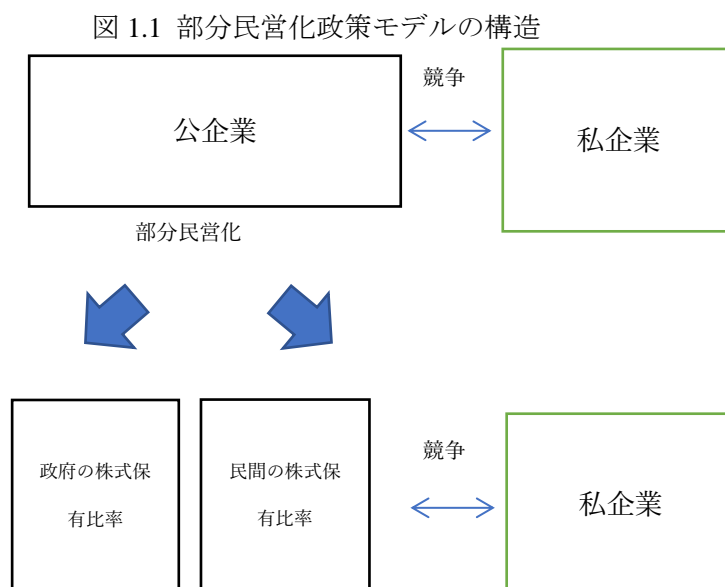 図 1.1 部分民営化政策モデルの構造
競争
公企業
私企業
部分民営化
政府の株式保
有比率
民間の株式保
有比率
競争
私企業